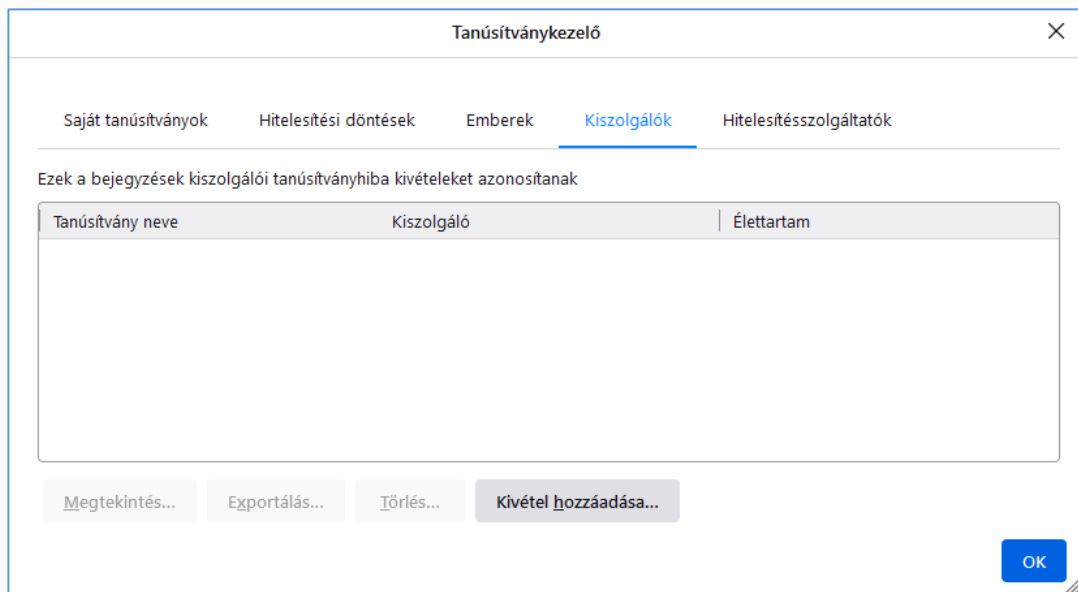 Tanúsítványkezelő
Saját tanúsítványok Hitelesítési döntések Emberek Kiszolgálók Hitelesítésszolgáltatók
Ezek a bejegyzések kiszolgálói tanúsítványhiba kivételeket azonosítanak
Tanúsítvány neve Kiszolgáló Élettartam
Megtekintés... Exportálás... Törlés... Kivétel hozzáadása...
OK